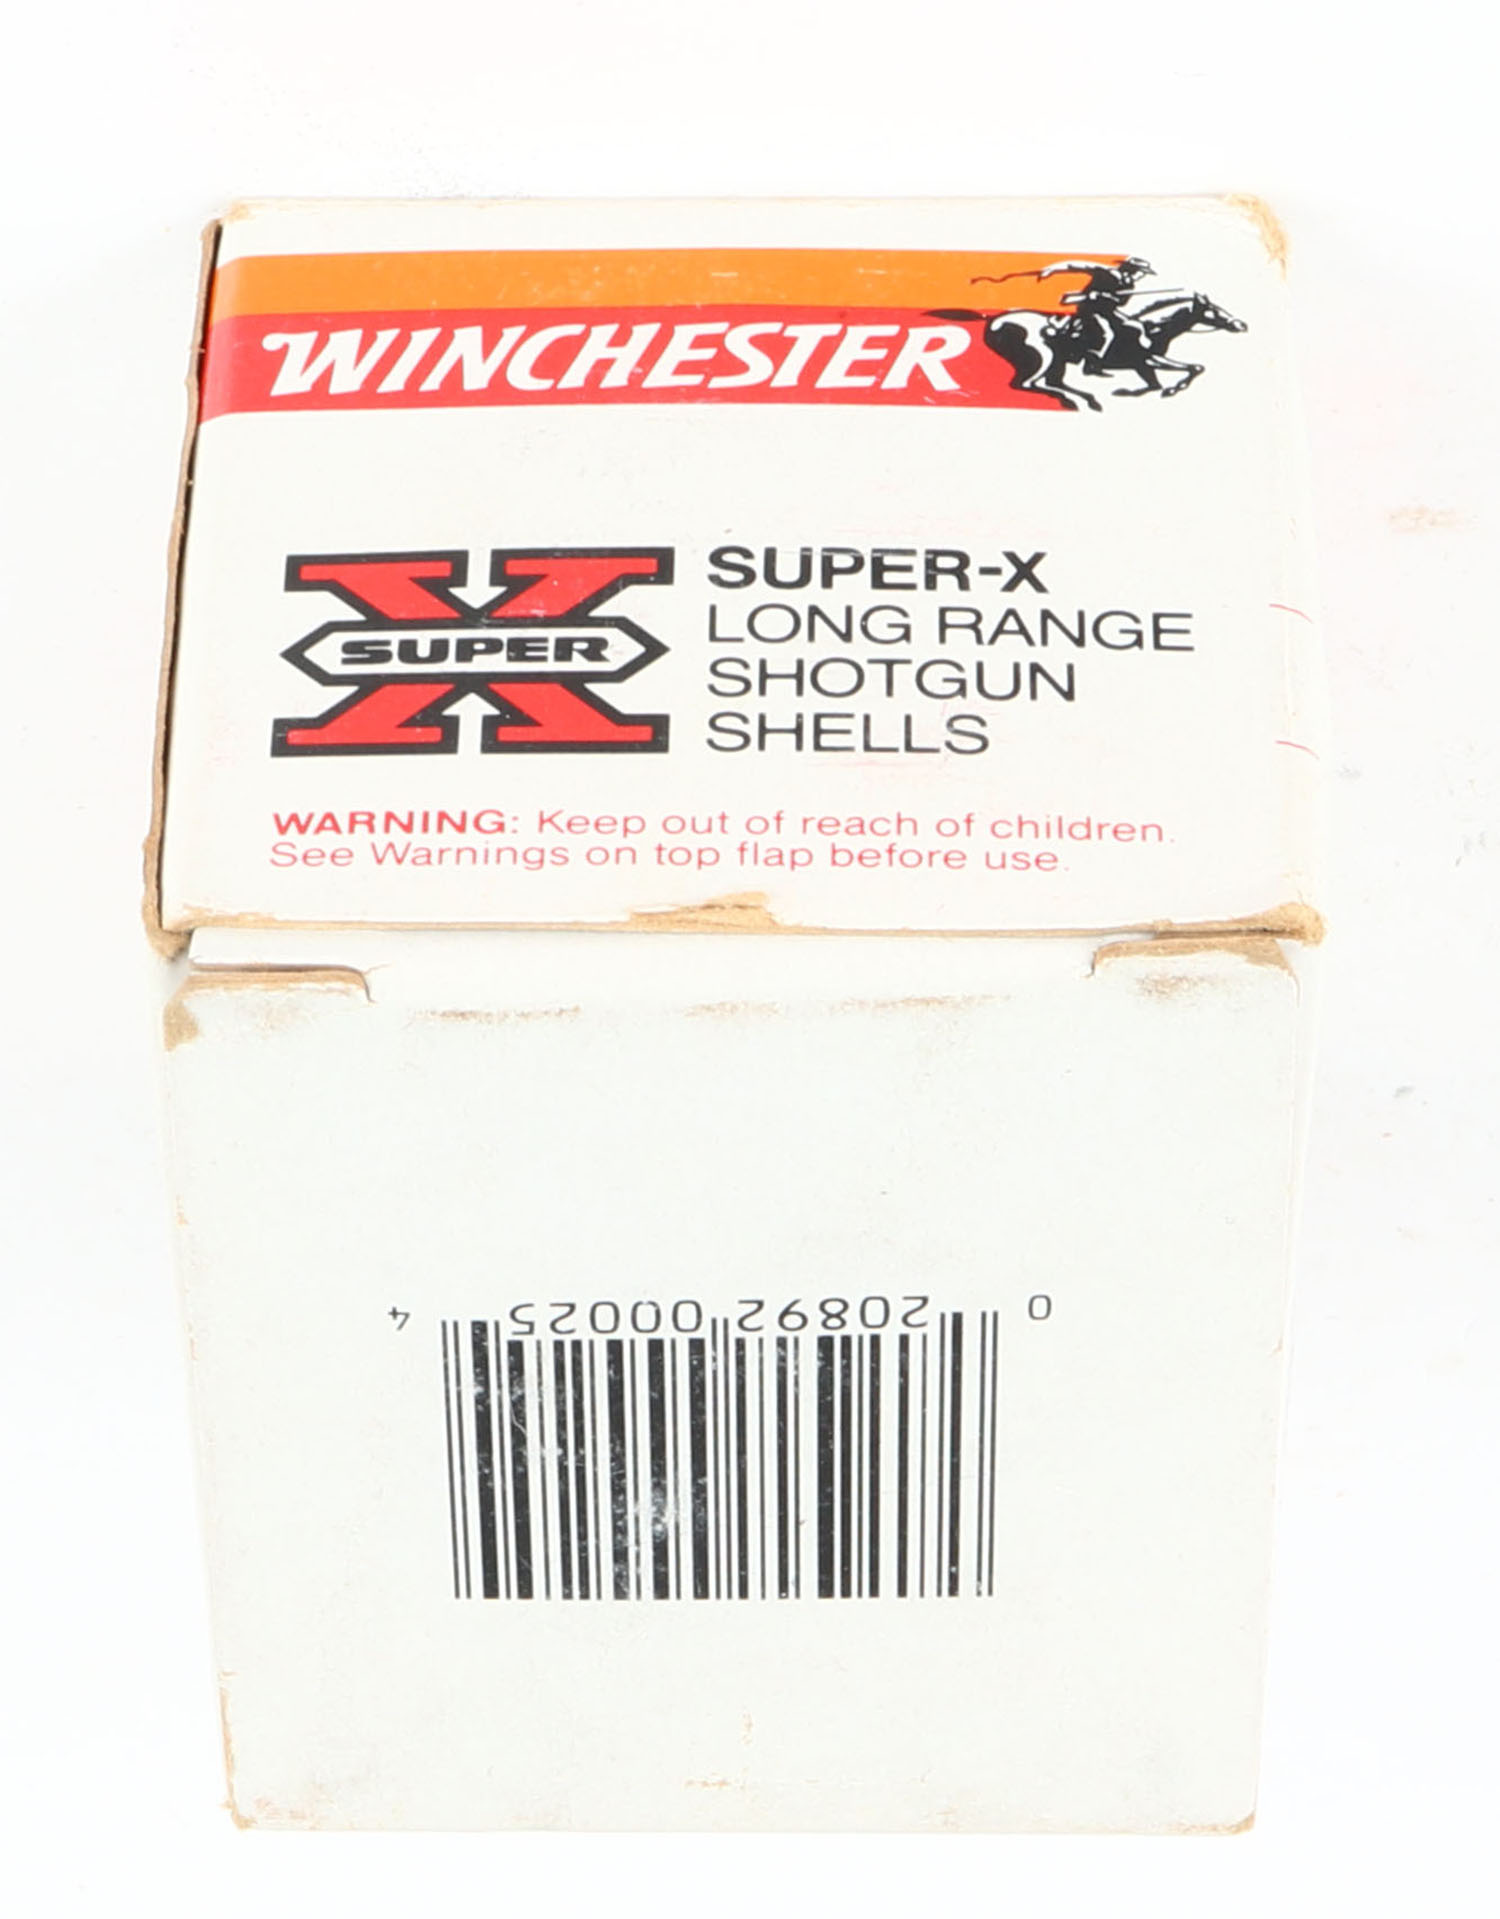 WINCHESTER
SUPER X
SUPER-X
LONG RANGE
SHOTGUN
SHELLS
WARNING: Keep out of reach of children.
See Warnings on top flap before use.
0 20892 00025 4